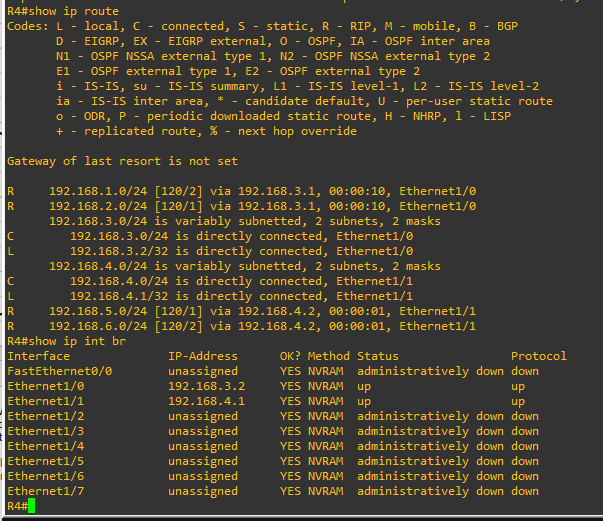 R4#show ip route
Codes: L - local, C - connected, S - static, R - RIP, M - mobile, B - BGP
       D - EIGRP, EX - EIGRP external, O - OSPF, IA - OSPF inter area
       N1 - OSPF NSSA external type 1, N2 - OSPF NSSA external type 2
       E1 - OSPF external type 1, E2 - OSPF external type 2
       i - IS-IS, su - IS-IS summary, L1 - IS-IS level-1, L2 - IS-IS level-2
       ia - IS-IS inter area, * - candidate default, U - per-user static route
       o - ODR, P - periodic downloaded static route, H - NHRP, l - LISP
       + - replicated route, % - next hop override
Gateway of last resort is not set
R     192.168.1.0/24 [120/2] via 192.168.3.1, 00:00:10, Ethernet1/0
R     192.168.2.0/24 [120/1] via 192.168.3.1, 00:00:10, Ethernet1/0
      192.168.3.0/24 is variably subnetted, 2 subnets, 2 masks
C        192.168.3.0/24 is directly connected, Ethernet1/0
L        192.168.3.2/32 is directly connected, Ethernet1/0
      192.168.4.0/24 is variably subnetted, 2 subnets, 2 masks
C        192.168.4.0/24 is directly connected, Ethernet1/1
L        192.168.4.1/32 is directly connected, Ethernet1/1
R     192.168.5.0/24 [120/1] via 192.168.4.2, 00:00:01, Ethernet1/1
R     192.168.6.0/24 [120/2] via 192.168.4.2, 00:00:01, Ethernet1/1
R4#show ip int br
Interface              IP-Address      OK? Method Status                Protocol
FastEthernet0/0        unassigned      YES NVRAM  administratively down down
Ethernet1/0            192.168.3.2     YES NVRAM  up                    up
Ethernet1/1            192.168.4.1     YES NVRAM  up                    up
Ethernet1/2            unassigned      YES NVRAM  administratively down down
Ethernet1/3            unassigned      YES NVRAM  administratively down down
Ethernet1/4            unassigned      YES NVRAM  administratively down down
Ethernet1/5            unassigned      YES NVRAM  administratively down down
Ethernet1/6            unassigned      YES NVRAM  administratively down down
Ethernet1/7            unassigned      YES NVRAM  administratively down down
R4#